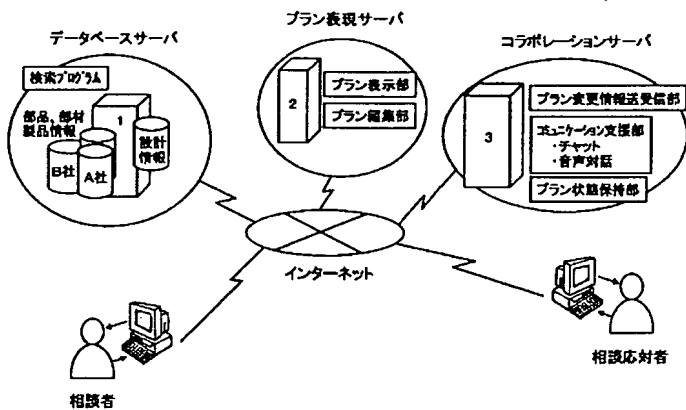 データベースサーバ
検索プログラム
部品、部材
製品情報
1
設計
情報
B社
A社
プラン表現サーバ
2
プラン表示部
プラン編集部
コラボレーションサーバ
3
プラン変更情報送受信部
コミュニケーション支援部
・チャット
・音声対話
プラン状態保持部
インターネット
相談者
相談応対者